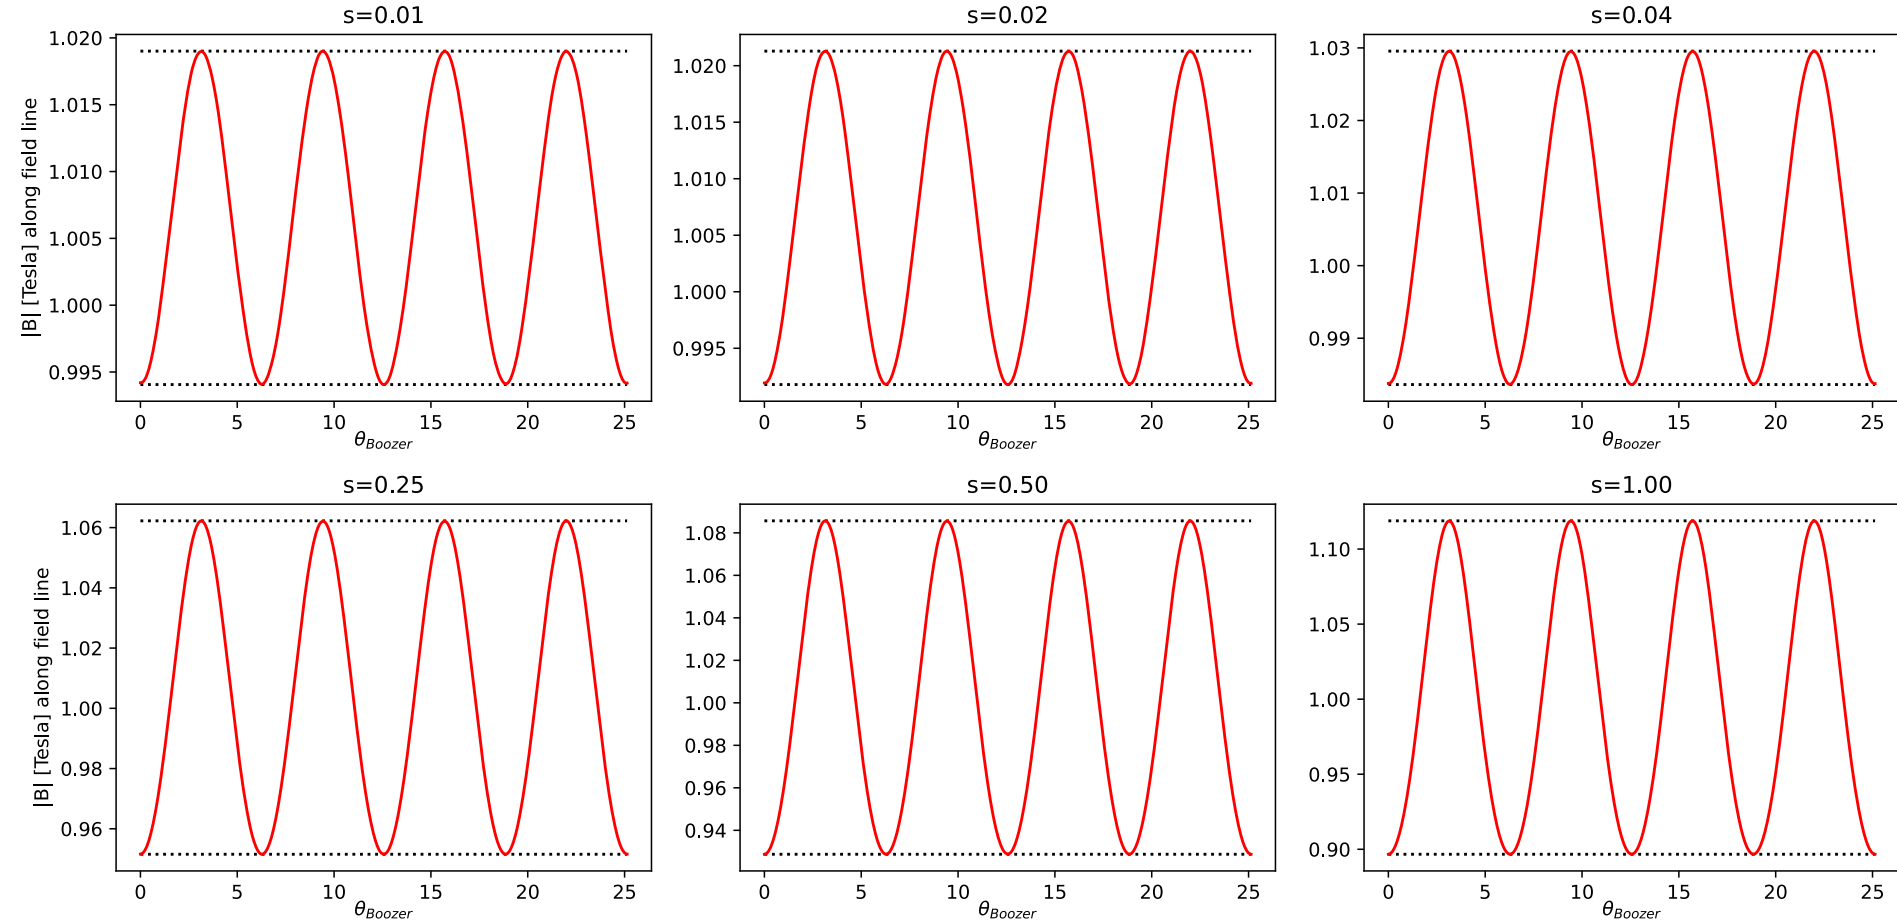 s=0.01
1.020
1.015
1.010
1.005
1.000
0.995
|B| [Tesla] along field line
0 5 10 15 20 25
θBoozer
s=0.02
1.020
1.015
1.010
1.005
1.000
0.995
0 5 10 15 20 25
θBoozer
s=0.04
1.03
1.02
1.01
1.00
0.99
0 5 10 15 20 25
θBoozer
s=0.25
1.06
1.04
1.02
1.00
0.98
0.96
|B| [Tesla] along field line
0 5 10 15 20 25
θBoozer
s=0.50
1.08
1.06
1.04
1.02
1.00
0.98
0.96
0.94
0 5 10 15 20 25
θBoozer
s=1.00
1.10
1.05
1.00
0.95
0.90
0 5 10 15 20 25
θBoozer